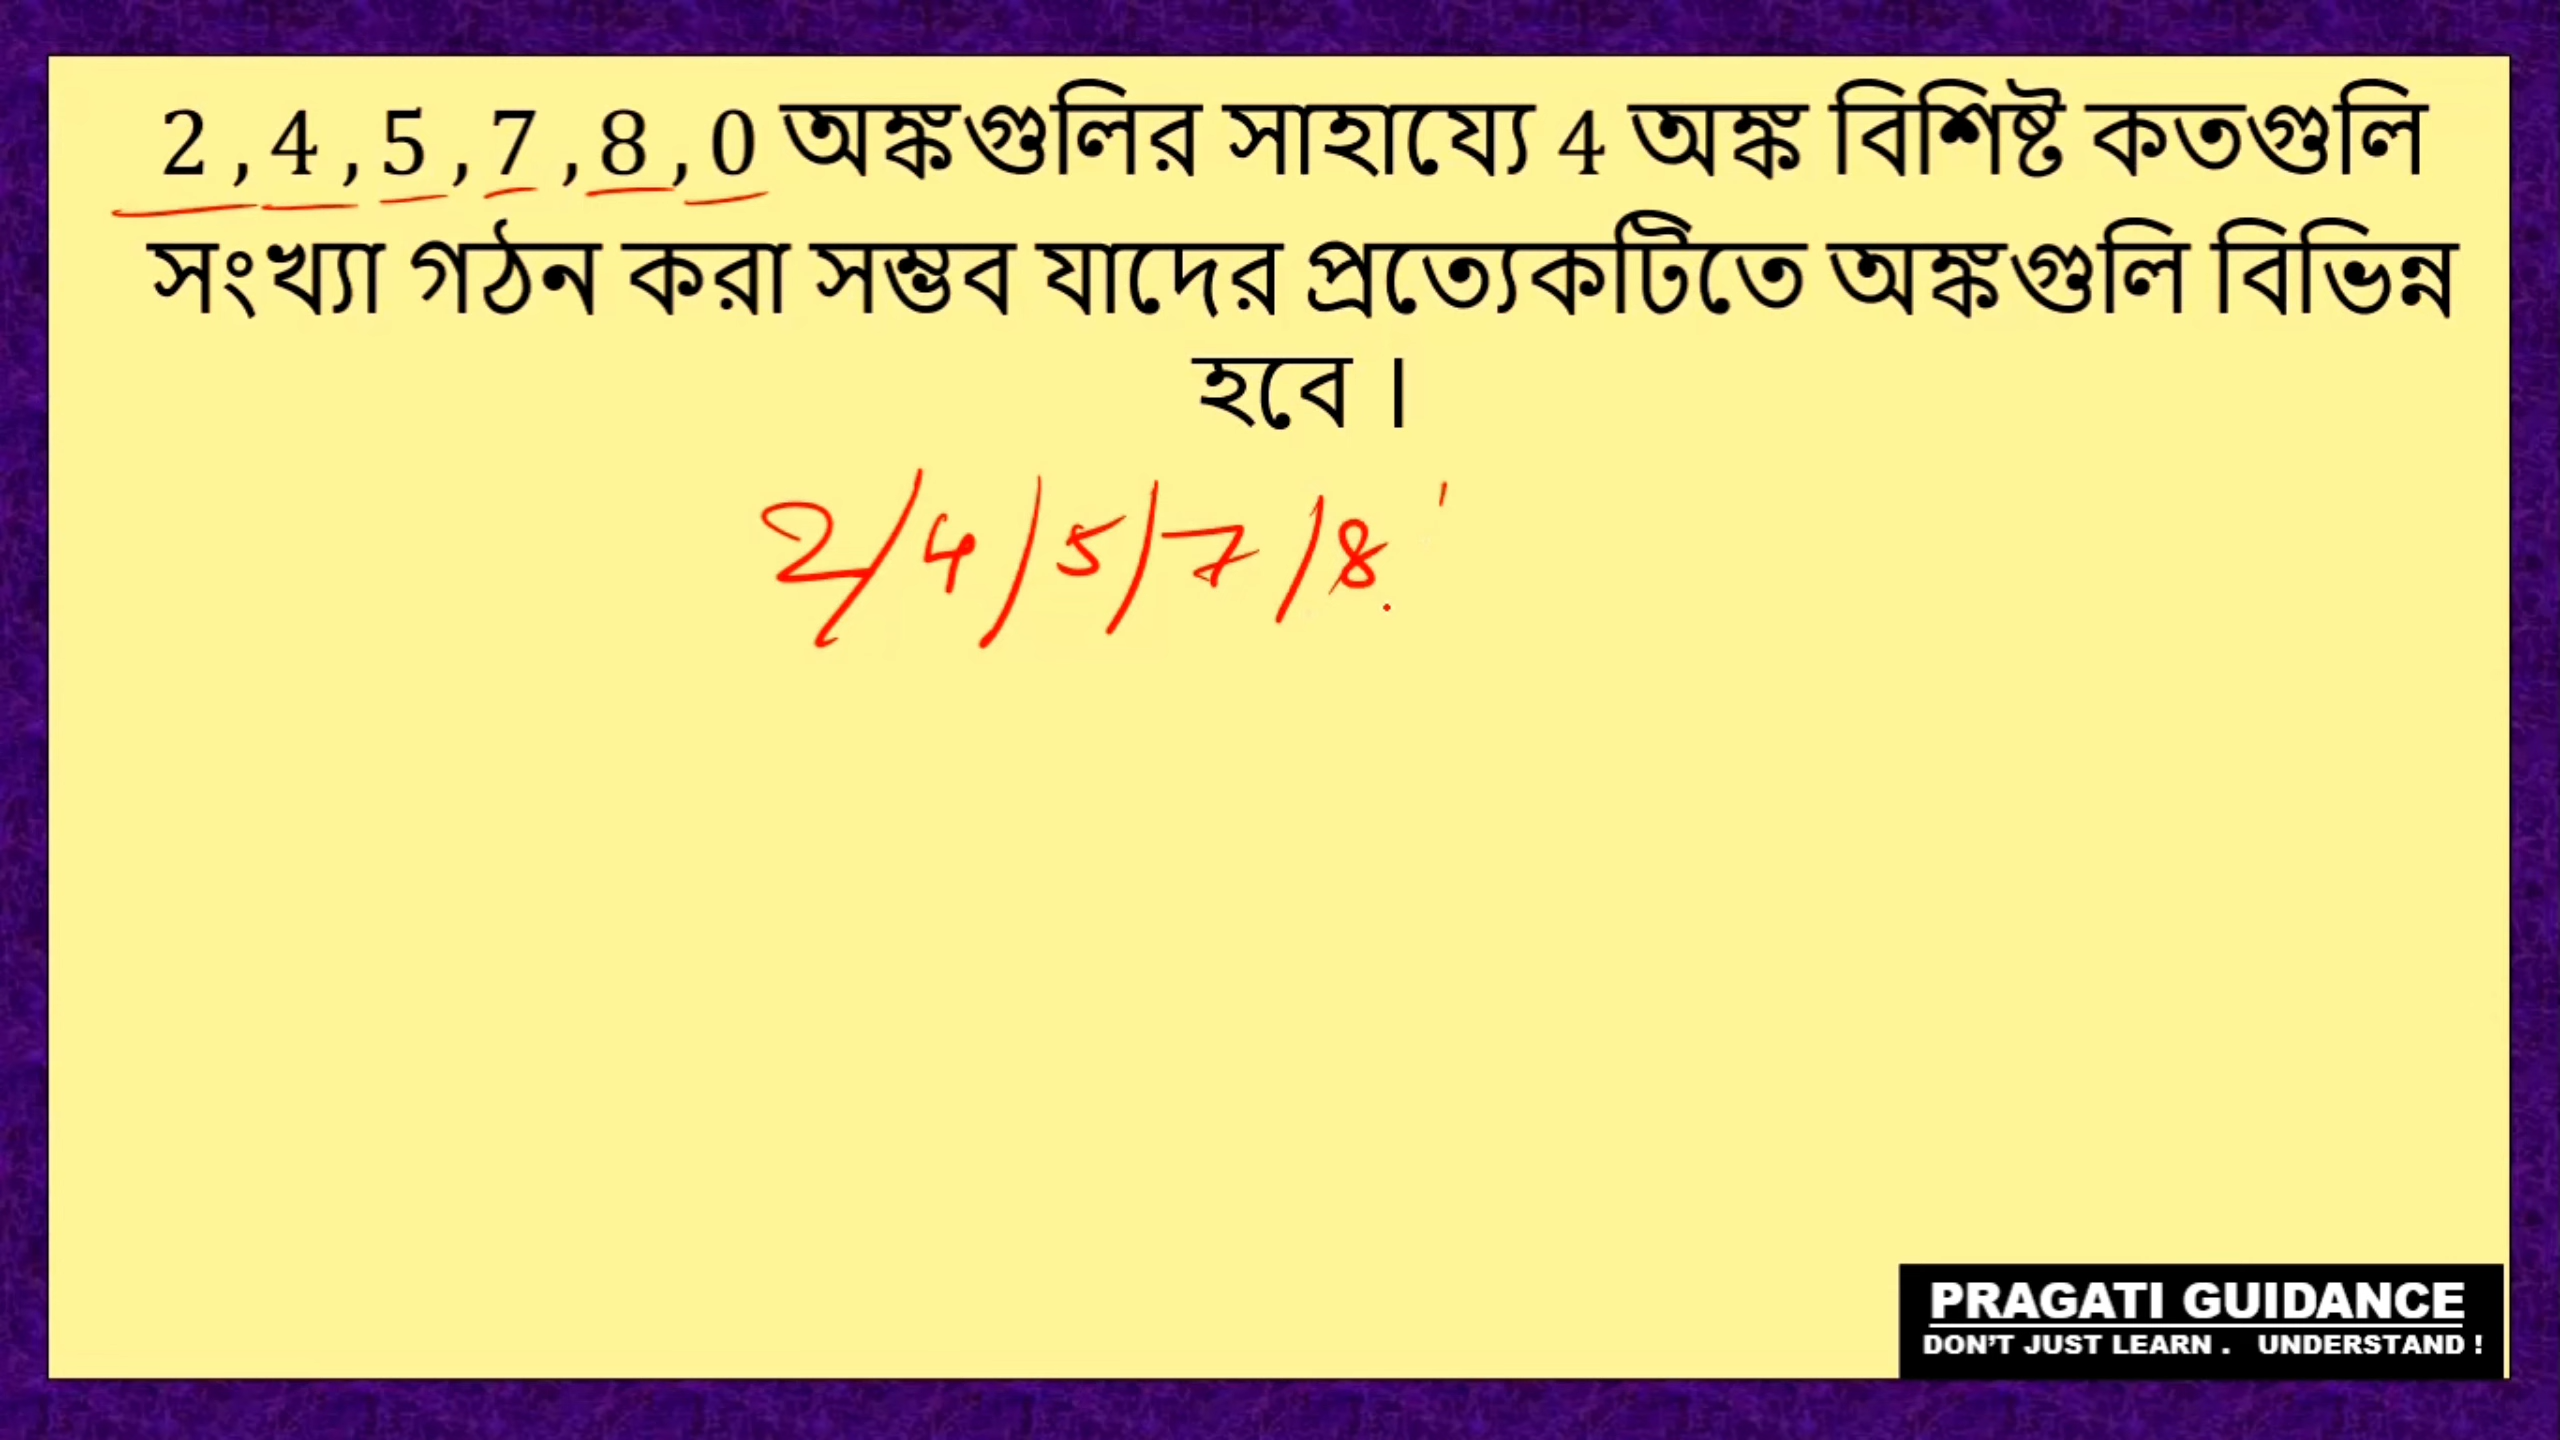 2 , 4 , 5 , 7 , 8 , 0 অঙ্কগুলির সাহায্যে 4 অঙ্ক বিশিষ্ট কতগুলি
সংখ্যা গঠন করা সম্ভব যাদের প্রত্যেকটিতে অঙ্কগুলি বিভিন্ন
হবে ।
2/4/5/7/8
PRAGATI GUIDANCE
DON'T JUST LEARN . UNDERSTAND !